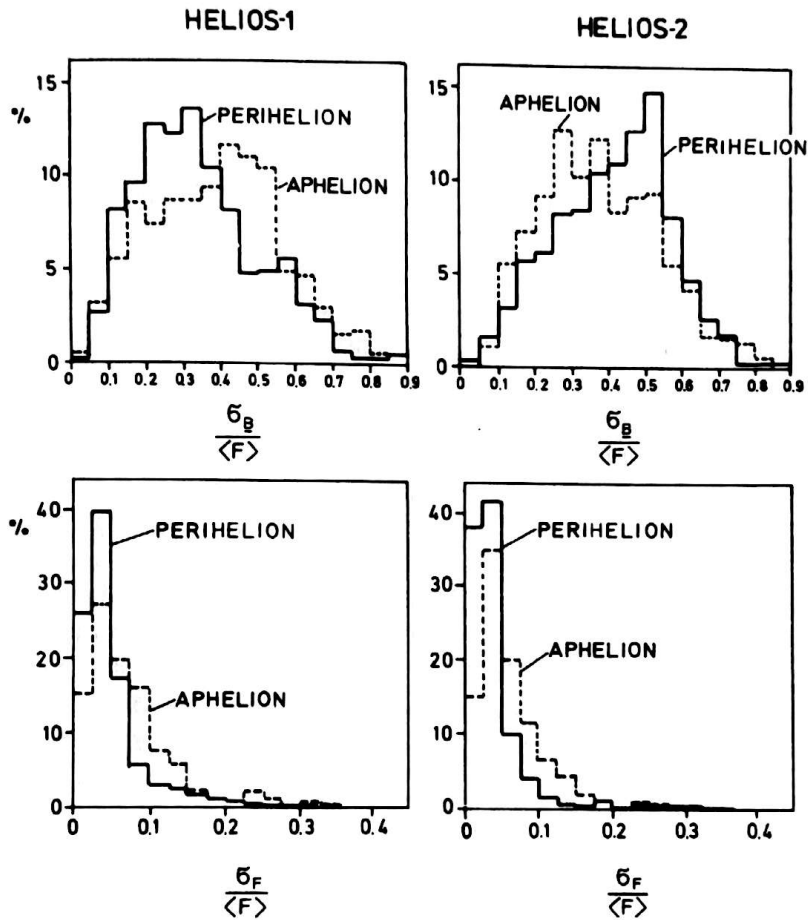 HELIOS-1
15
%
10
5
0
PERIHELION
APHELION
0 0.1 0.2 0.3 0.4 0.5 0.6 0.7 0.8 0.9
σB
⟨F⟩
HELIOS-2
15
10
5
0
APHELION
PERIHELION
0 0.1 0.2 0.3 0.4 0.5 0.6 0.7 0.8 0.9
σB
⟨F⟩
40
%
30
20
10
0
PERIHELION
APHELION
0 0.1 0.2 0.3 0.4
σF
⟨F⟩
40
30
20
10
0
PERIHELION
APHELION
0 0.1 0.2 0.3 0.4
σF
⟨F⟩